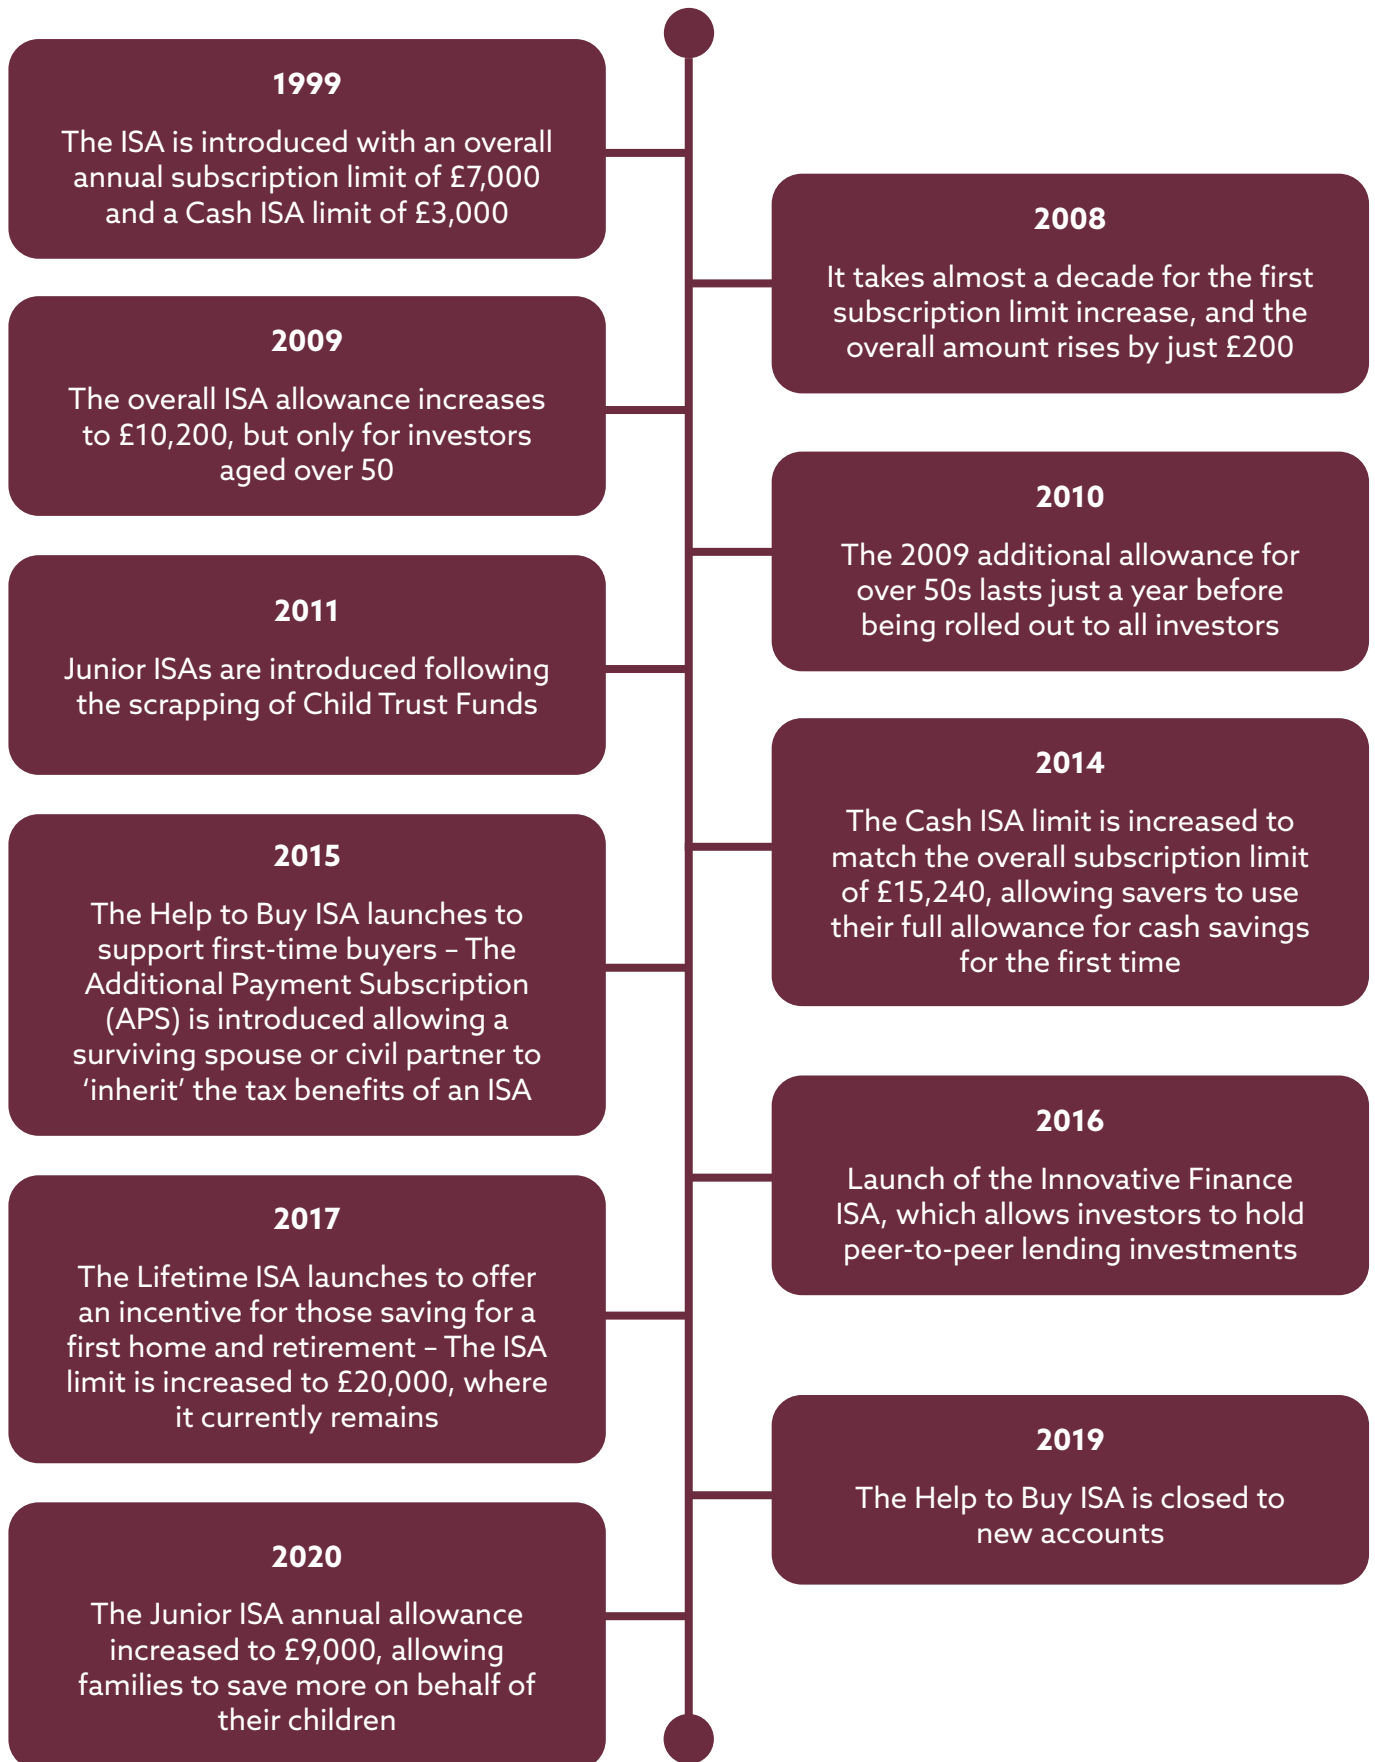 1999
The ISA is introduced with an overall
annual subscription limit of £7,000
and a Cash ISA limit of £3,000
2008
It takes almost a decade for the first
subscription limit increase, and the
overall amount rises by just £200
2009
The overall ISA allowance increases
to £10,200, but only for investors
aged over 50
2010
The 2009 additional allowance for
over 50s lasts just a year before
being rolled out to all investors
2011
Junior ISAs are introduced following
the scrapping of Child Trust Funds
2014
The Cash ISA limit is increased to
match the overall subscription limit
of £15,240, allowing savers to use
their full allowance for cash savings
for the first time
2015
The Help to Buy ISA launches to
support first-time buyers – The
Additional Payment Subscription
(APS) is introduced allowing a
surviving spouse or civil partner to
‘inherit’ the tax benefits of an ISA
2016
Launch of the Innovative Finance
ISA, which allows investors to hold
peer-to-peer lending investments
2017
The Lifetime ISA launches to offer
an incentive for those saving for a
first home and retirement – The ISA
limit is increased to £20,000, where
it currently remains
2019
The Help to Buy ISA is closed to
new accounts
2020
The Junior ISA annual allowance
increased to £9,000, allowing
families to save more on behalf of
their children